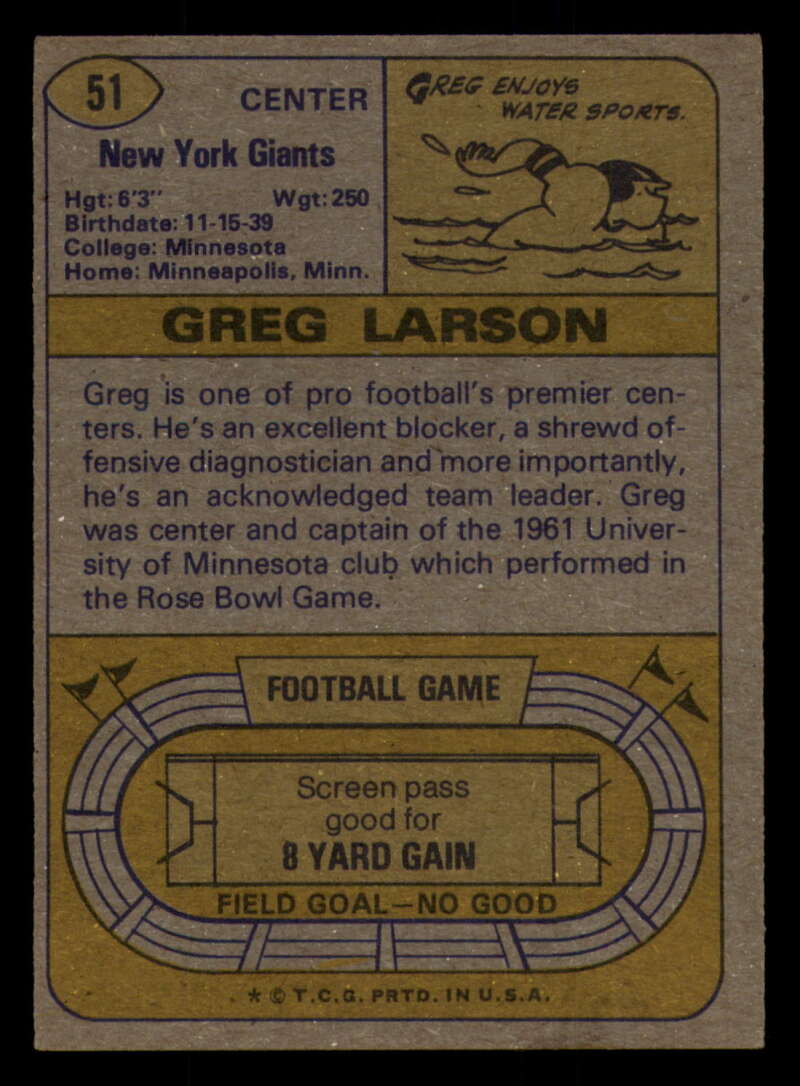 51
CENTER
New York Giants
Hgt: 6'3" Wgt: 250
Birthdate: 11-15-39
College: Minnesota
Home: Minneapolis, Minn.
GREG ENJOYS
WATER SPORTS.
GREG LARSON
Greg is one of pro football's premier cen-
ters. He's an excellent blocker, a shrewd of-
fensive diagnostician and more importantly,
he's an acknowledged team leader. Greg
was center and captain of the 1961 Univer-
sity of Minnesota club which performed in
the Rose Bowl Game.
FOOTBALL GAME
Screen pass
good for
8 YARD GAIN
FIELD GOAL—NO GOOD
* © T.C.G. PRTD. IN U.S.A.